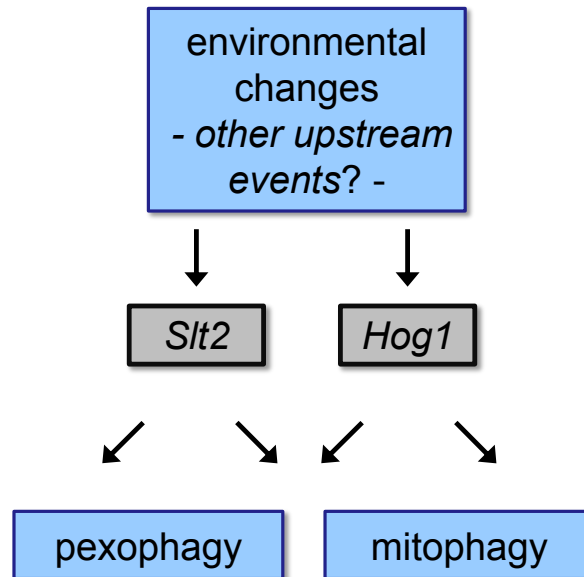 environmental
changes
- other upstream
events? -
Slt2
Hog1
pexophagy
mitophagy